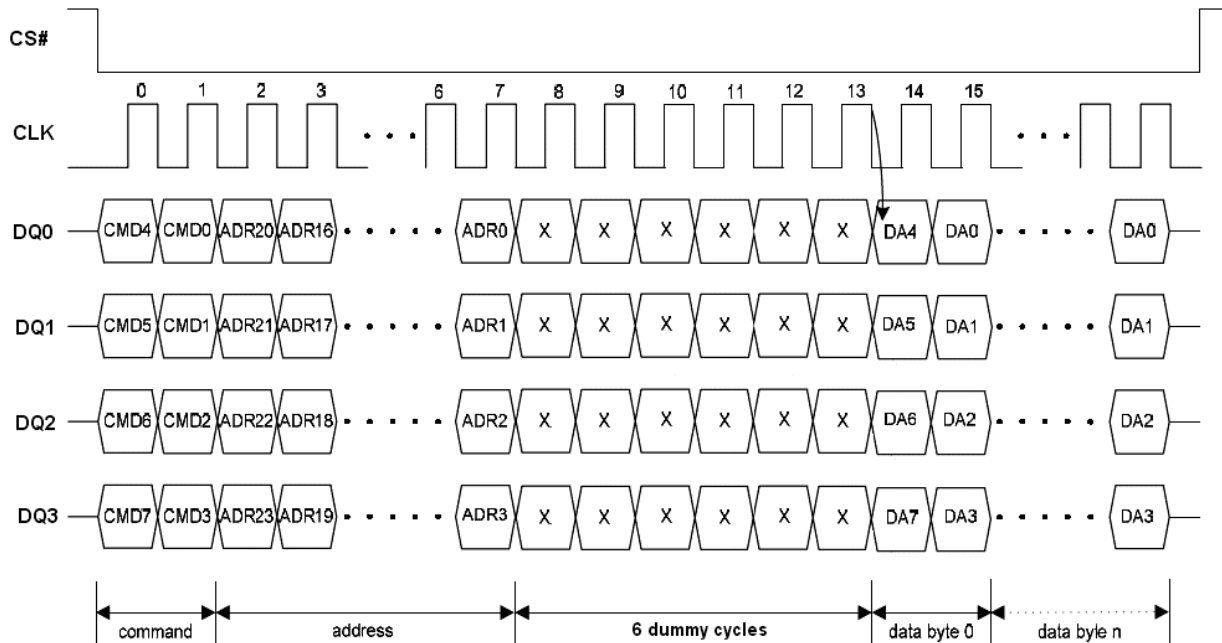 CS#
0 1 2 3 6 7 8 9 10 11 12 13 14 15
CLK
DQ0 CMD4 CMD0 ADR20 ADR16 ADR0 X X X X X X DA4 DA0 DA0
DQ1 CMD5 CMD1 ADR21 ADR17 ADR1 X X X X X X DA5 DA1 DA1
DQ2 CMD6 CMD2 ADR22 ADR18 ADR2 X X X X X X DA6 DA2 DA2
DQ3 CMD7 CMD3 ADR23 ADR19 ADR3 X X X X X X DA7 DA3 DA3
command address 6 dummy cycles data byte 0 data byte n